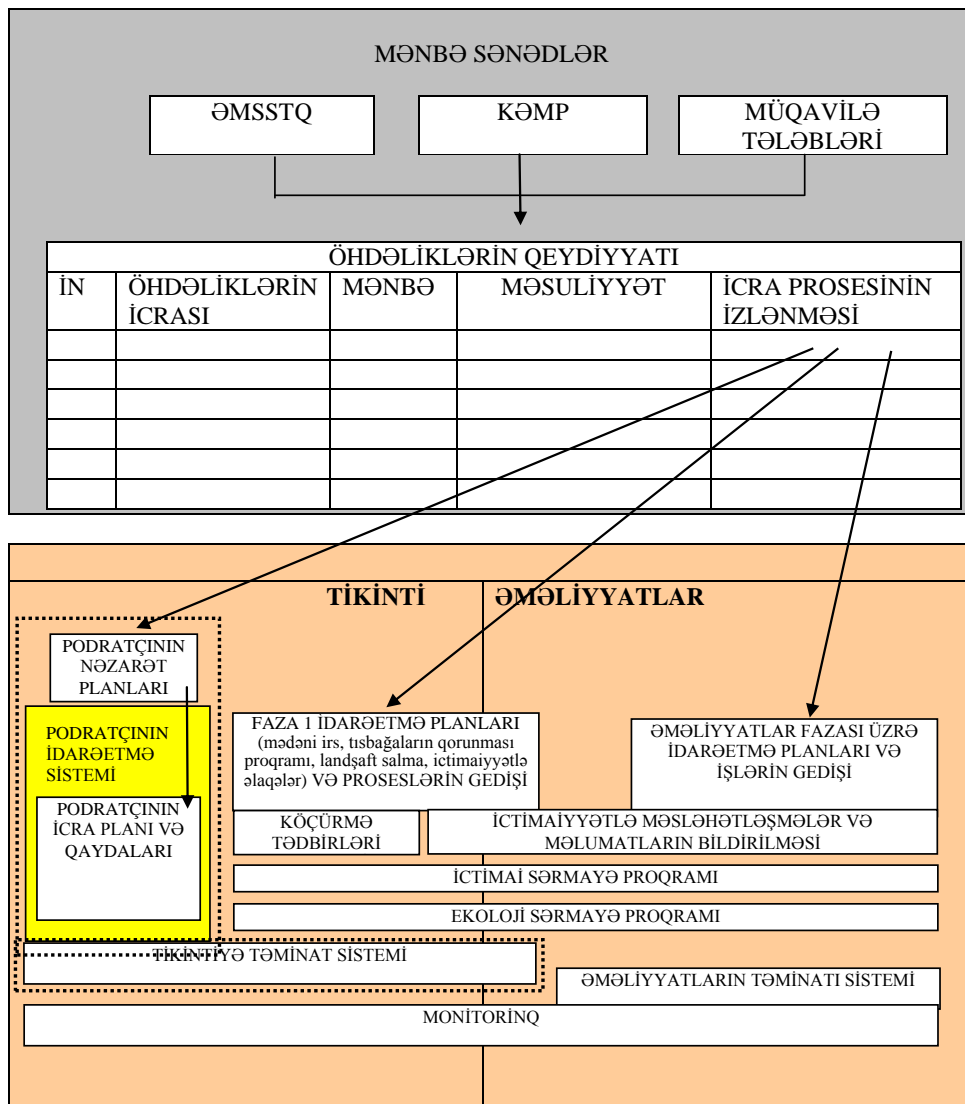 MƏNBƏ SƏNƏDLƏR
ƏMSSTQ
KƏMP
MÜQAVİLƏ
TƏLƏBLƏRİ
ÖHDƏLİKLƏRİN QEYDİYYATI
İN
ÖHDƏLİKLƏRİN
İCRASI
MƏNBƏ
MƏSULİYYƏT
İCRA PROSESİNİN
İZLƏNMƏSİ
TİKİNTİ
ƏMƏLİYYATLAR
PODRATÇININ
NƏZARƏT
PLANLARI
PODRATÇININ
İDARƏETMƏ
SİSTEMİ
PODRATÇININ
İCRA PLANI VƏ
QAYDALARI
FAZA 1 İDARƏETMƏ PLANLARI
(mədəni irs, tısbağaların qorunması
proqramı, landşaft salma, ictimaiyyətlə
əlaqələr) VƏ PROSESLƏRİN GEDİŞİ
ƏMƏLİYYATLAR FAZASI ÜZRƏ
İDARƏETMƏ PLANLARI VƏ
İŞLƏRİN GEDİŞİ
KÖÇÜRMƏ
TƏDBİRLƏRİ
İCTİMAİYYƏTLƏ MƏSLƏHƏTLƏŞMƏLƏR VƏ
MƏLUMATLARIN BİLDİRİLMƏSİ
İCTİMAİ SƏRMAYƏ PROQRAMI
EKOLOJİ SƏRMAYƏ PROQRAMI
TİKİNTİYƏ TƏMİNAT SİSTEMİ
ƏMƏLİYYATLARIN TƏMİNATI SİSTEMİ
MONİTORİNQ